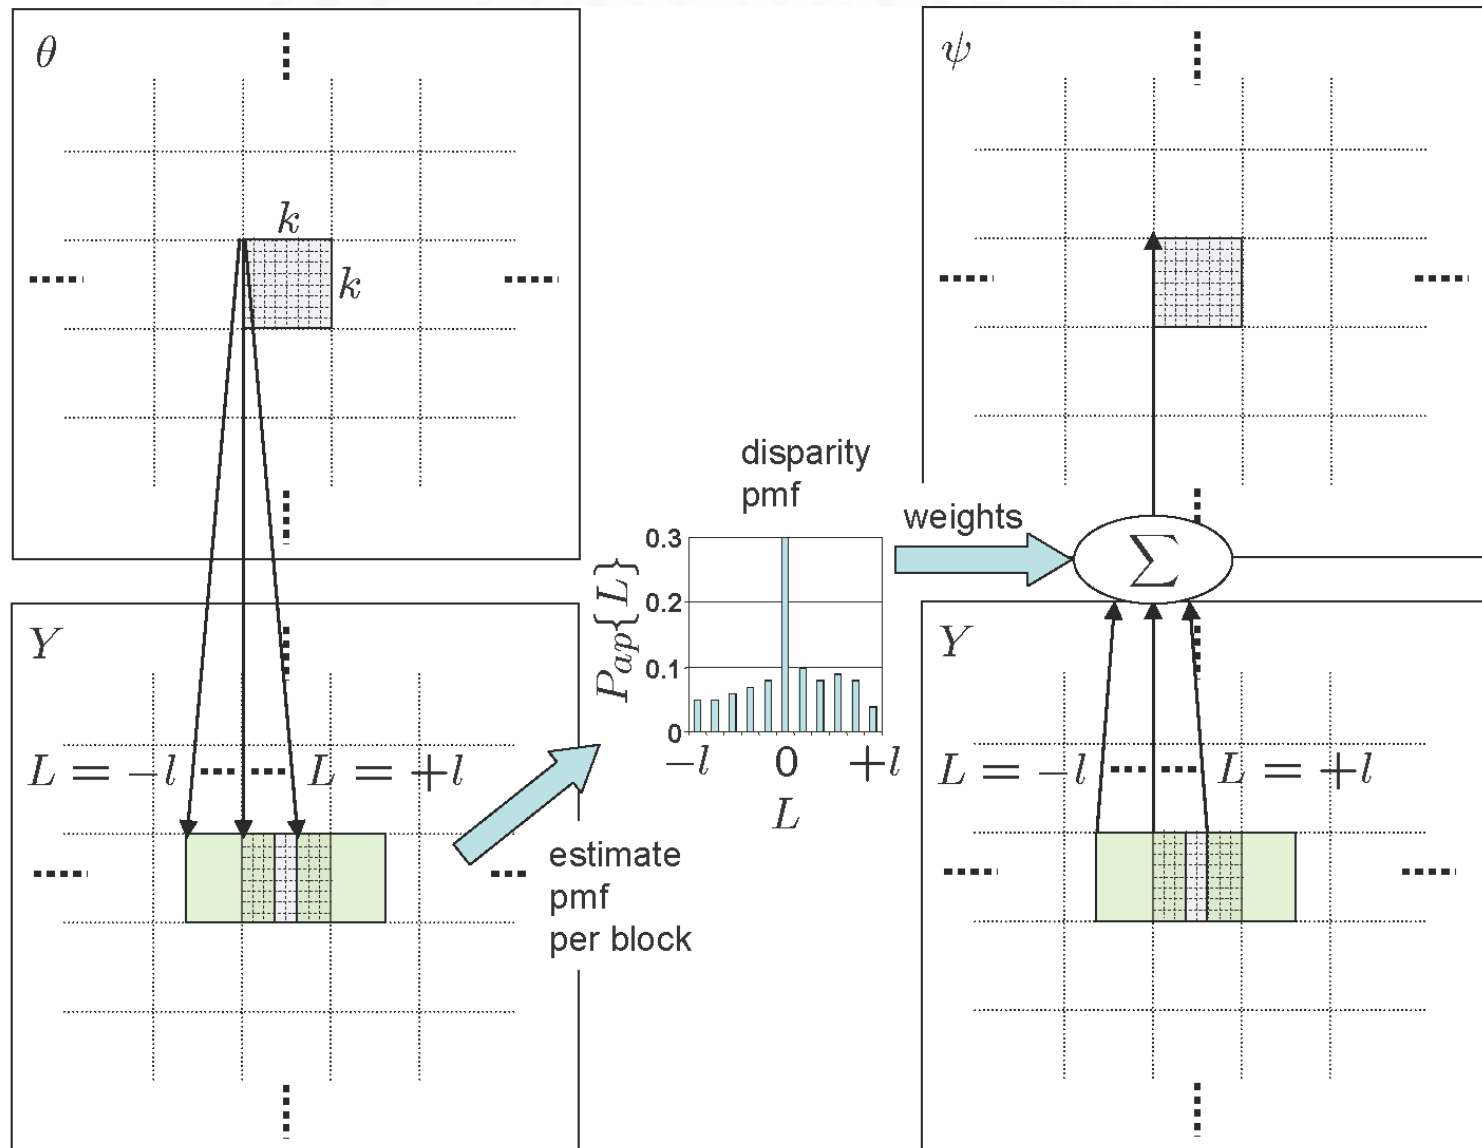 θ
k
k
Y
L = −l
L = +l
estimate
pmf
per block
disparity
pmf
P_{ap}{L}
0.3
0.2
0.1
0
−l
0
+l
L
weights
ψ
Σ
Y
L = −l
L = +l